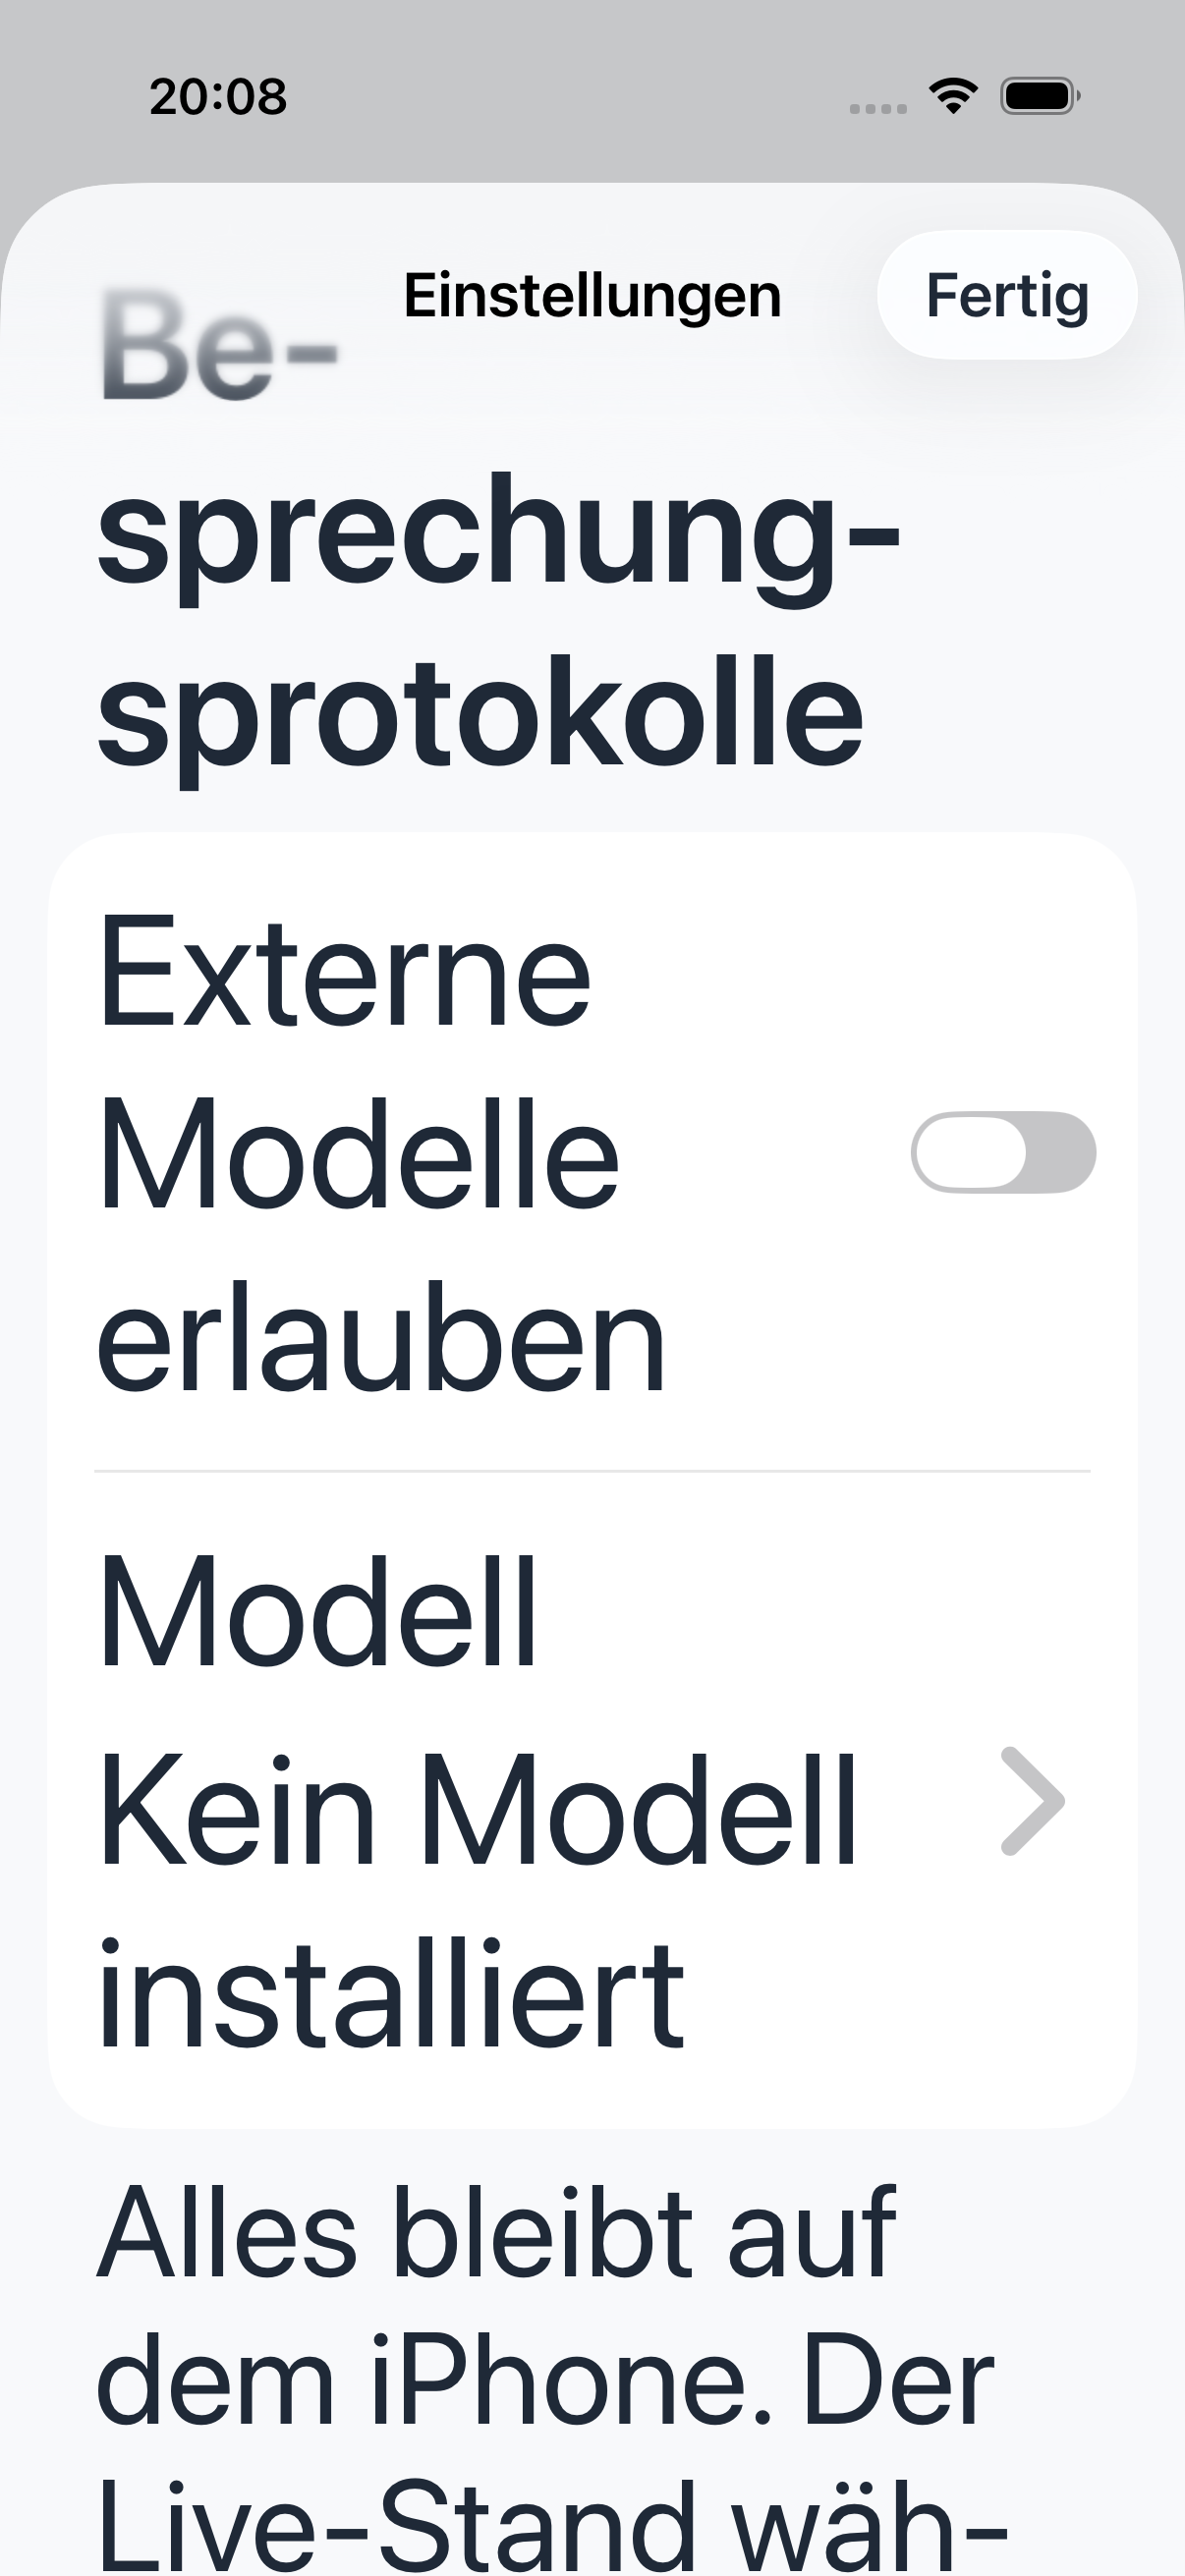 20:08
Einstellungen
Fertig
Be-
sprechung-
sprotokolle
Externe
Modelle
erlauben
Modell
Kein Modell
installiert
Alles bleibt auf
dem iPhone. Der
Live-Stand wäh-